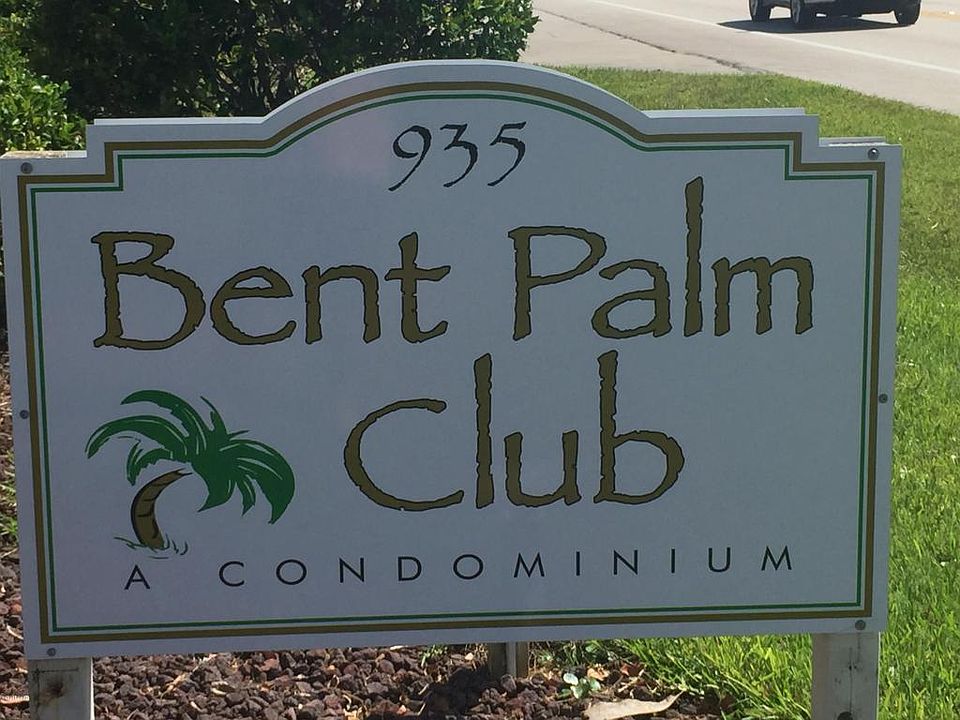 935
Bent Palm
Club
A CONDOMINIUM